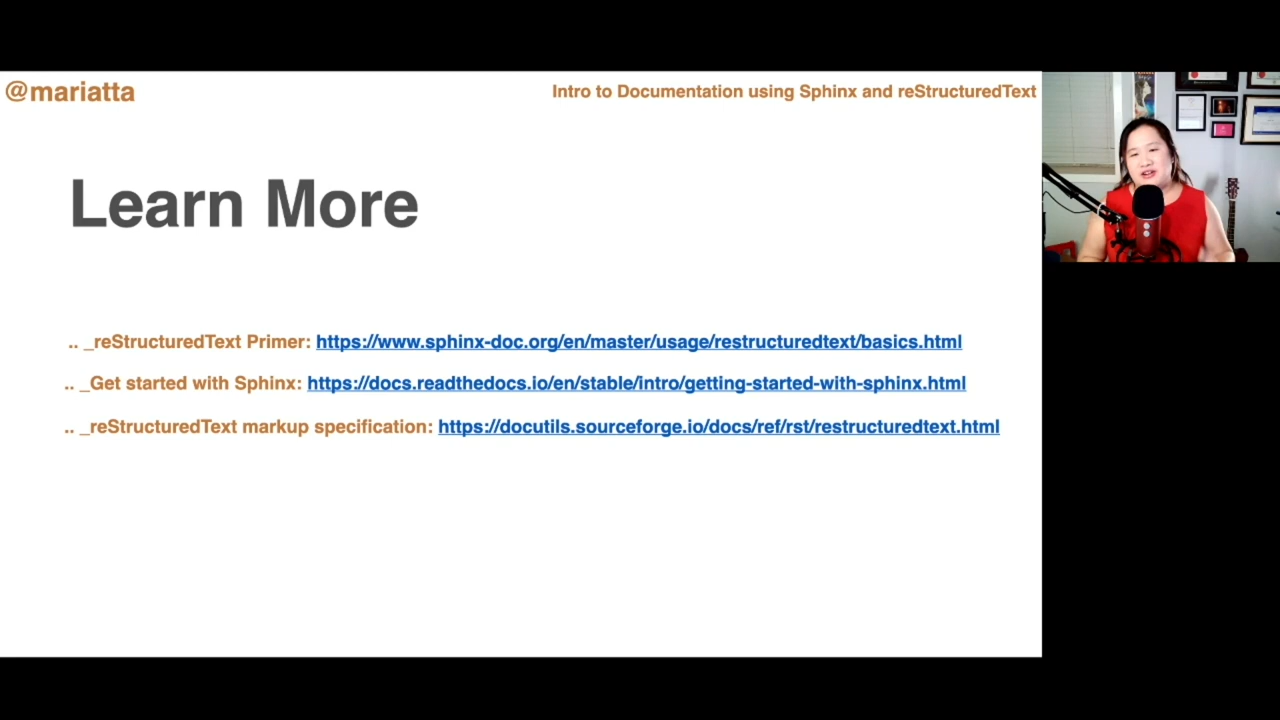 @mariatta
Intro to Documentation using Sphinx and reStructuredText
Learn More
.. _reStructuredText Primer: https://www.sphinx-doc.org/en/master/usage/restructuredtext/basics.html
.. _Get started with Sphinx: https://docs.readthedocs.io/en/stable/intro/getting-started-with-sphinx.html
.. _reStructuredText markup specification: https://docutils.sourceforge.io/docs/ref/rst/restructuredtext.html